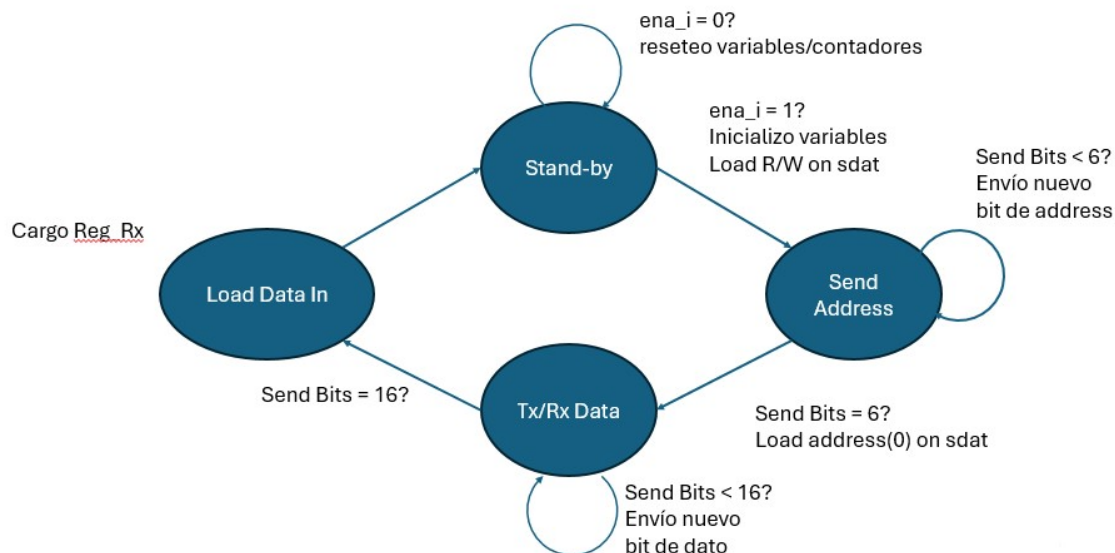 ena_i = 0?
reseteo variables/contadores
Stand-by
ena_i = 1?
Inicializo variables
Load R/W on sdat
Send Bits < 6?
Envío nuevo
bit de address
Cargo Reg_Rx
Load Data In
Send
Address
Send Bits = 16?
Tx/Rx Data
Send Bits = 6?
Load address(0) on sdat
Send Bits < 16?
Envío nuevo
bit de dato